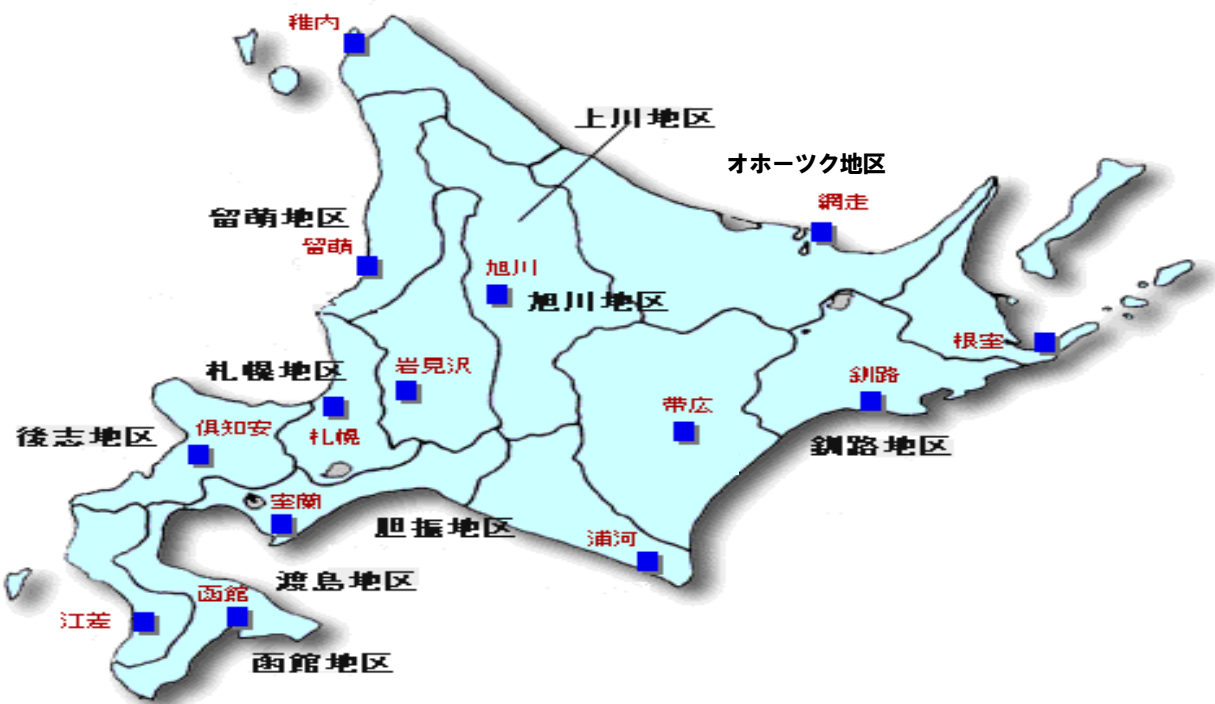 稚内
上川地区
オホーツク地区
網走
留萌地区
留萌
旭川
旭川地区
根室
岩見沢
札幌地区
釧路
帯広
倶知安
札幌
後志地区
釧路地区
室蘭
胆振地区
浦河
渡島地区
函館
江差
函館地区